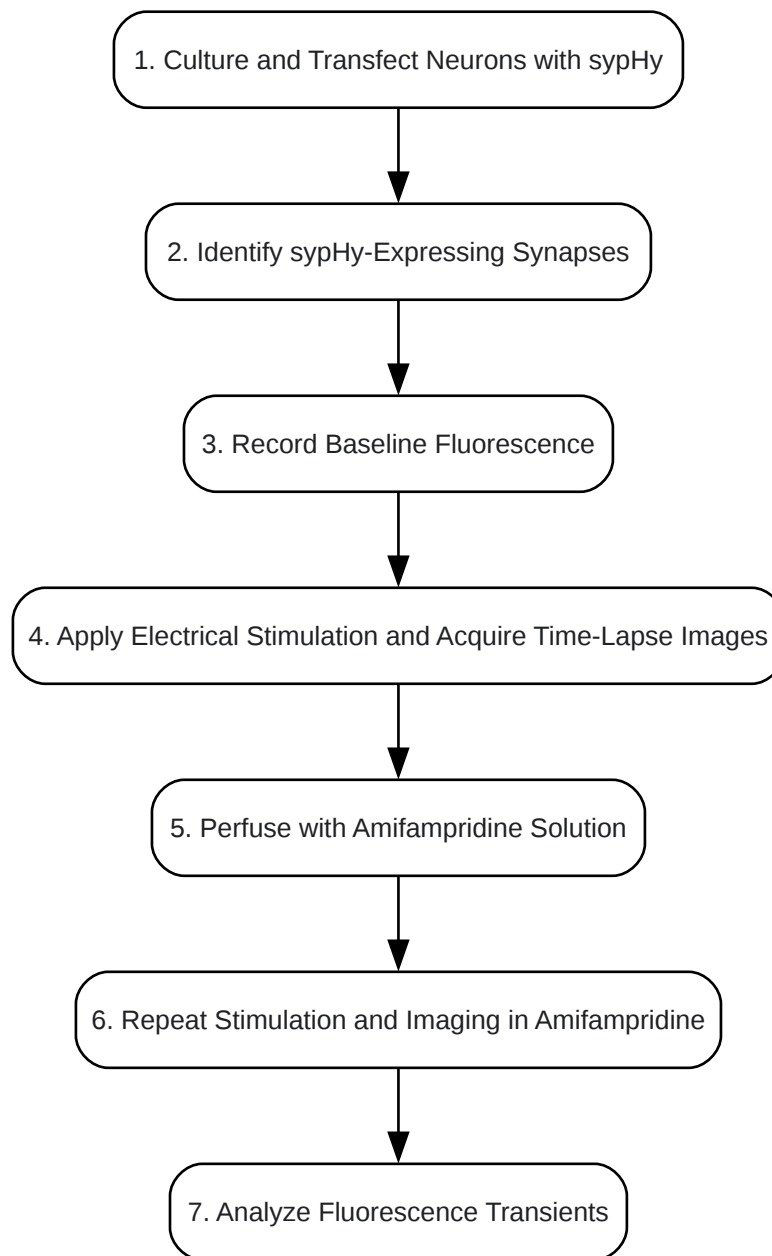 1. Culture and Transfect Neurons with sypHy
2. Identify sypHy-Expressing Synapses
3. Record Baseline Fluorescence
4. Apply Electrical Stimulation and Acquire Time-Lapse Images
5. Perfuse with Amifampridine Solution
6. Repeat Stimulation and Imaging in Amifampridine
7. Analyze Fluorescence Transients